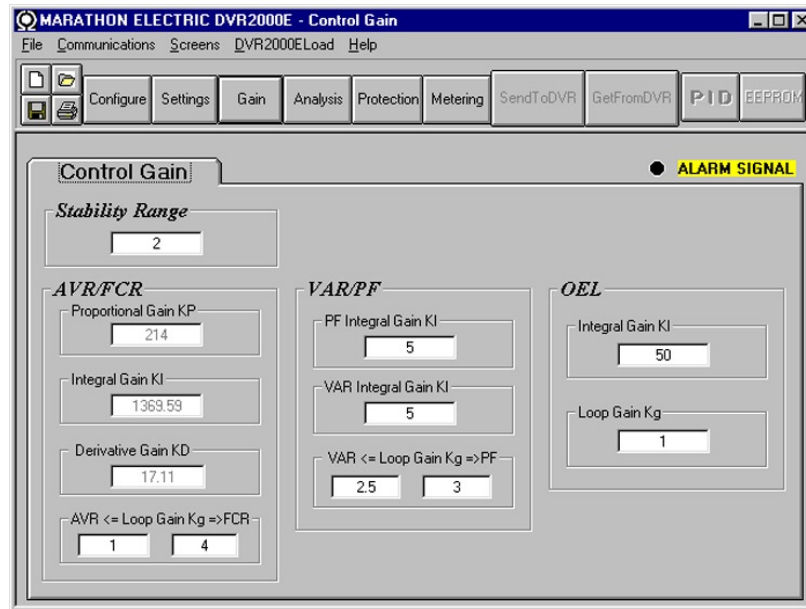 MARATHON ELECTRIC DVR2000E - Control Gain
File Communications Screens DVR2000ELoad Help
Configure Settings Gain Analysis Protection Metering SendToDVR GetFromDVR PID EEPROM
Control Gain
ALARM SIGNAL
Stability Range
2
AVR/FCR
Proportional Gain KP
214
Integral Gain KI
1369.59
Derivative Gain KD
17.11
AVR <= Loop Gain Kg =>FCR
1 4
VAR/PF
PF Integral Gain KI
5
VAR Integral Gain KI
5
VAR <= Loop Gain Kg =>PF
2.5 3
OEL
Integral Gain KI
50
Loop Gain Kg
1